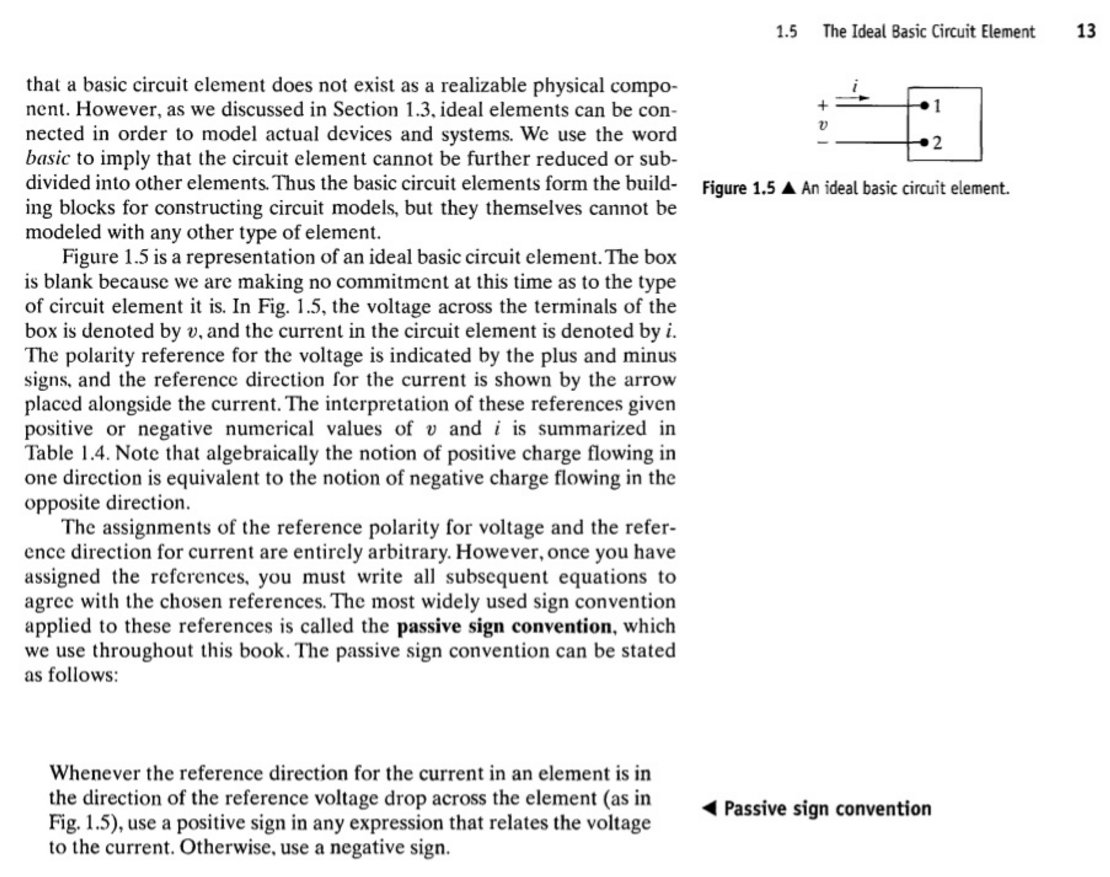 1.5 The Ideal Basic Circuit Element 13
that a basic circuit element does not exist as a realizable physical compo-
nent. However, as we discussed in Section 1.3, ideal elements can be con-
nected in order to model actual devices and systems. We use the word
basic to imply that the circuit element cannot be further reduced or sub-
divided into other elements. Thus the basic circuit elements form the build-
ing blocks for constructing circuit models, but they themselves cannot be
modeled with any other type of element.
Figure 1.5 is a representation of an ideal basic circuit element. The box
is blank because we are making no commitment at this time as to the type
of circuit element it is. In Fig. 1.5, the voltage across the terminals of the
box is denoted by v, and the current in the circuit element is denoted by i.
The polarity reference for the voltage is indicated by the plus and minus
signs, and the reference direction for the current is shown by the arrow
placed alongside the current. The interpretation of these references given
positive or negative numerical values of v and i is summarized in
Table 1.4. Note that algebraically the notion of positive charge flowing in
one direction is equivalent to the notion of negative charge flowing in the
opposite direction.
The assignments of the reference polarity for voltage and the refer-
ence direction for current are entirely arbitrary. However, once you have
assigned the references, you must write all subsequent equations to
agree with the chosen references. The most widely used sign convention
applied to these references is called the passive sign convention, which
we use throughout this book. The passive sign convention can be stated
as follows:
Whenever the reference direction for the current in an element is in
the direction of the reference voltage drop across the element (as in
Fig. 1.5), use a positive sign in any expression that relates the voltage
to the current. Otherwise, use a negative sign.
i
+ 1
v
− 2
Figure 1.5 ▲ An ideal basic circuit element.
◄ Passive sign convention